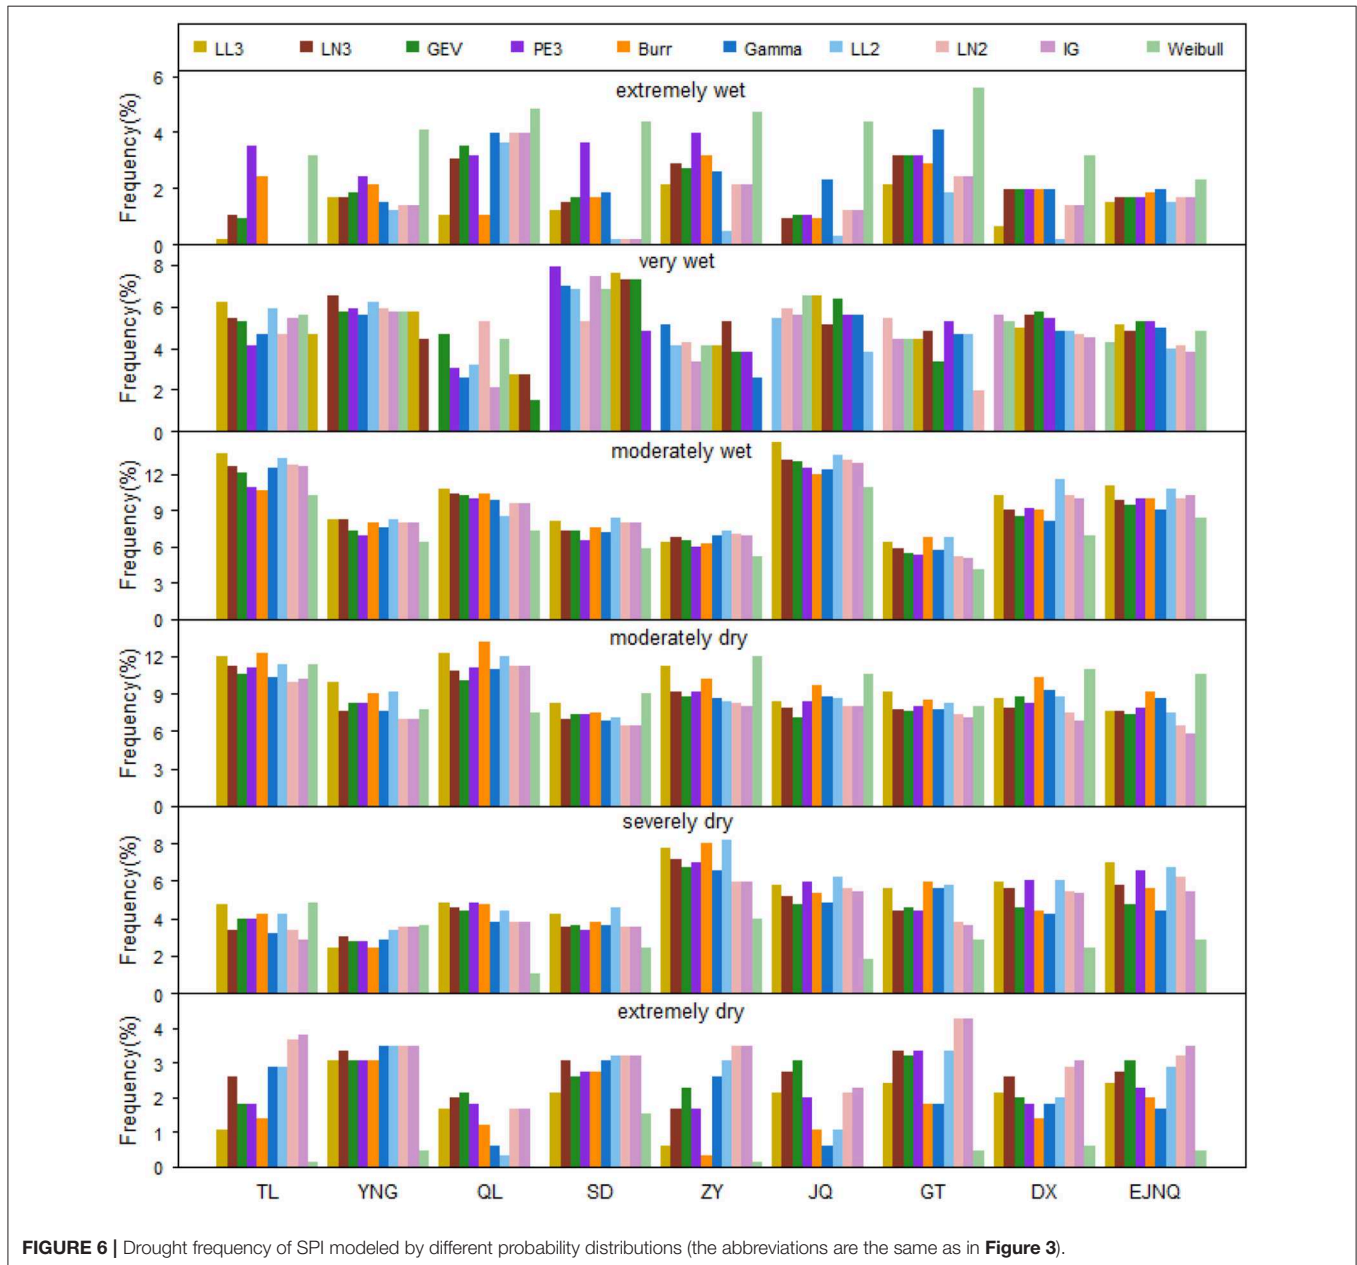 LL3 LN3 GEV PE3 Burr Gamma LL2 LN2 IG Weibull
extremely wet
Frequency(%)
6
4
2
0
very wet
Frequency(%)
8
6
4
2
0
moderately wet
Frequency(%)
12
9
6
3
0
moderately dry
Frequency(%)
12
9
6
3
0
severely dry
Frequency(%)
8
6
4
2
0
extremely dry
Frequency(%)
4
3
2
1
0
TL YNG QL SD ZY JQ GT DX EJNQ
FIGURE 6 | Drought frequency of SPI modeled by different probability distributions (the abbreviations are the same as in Figure 3).